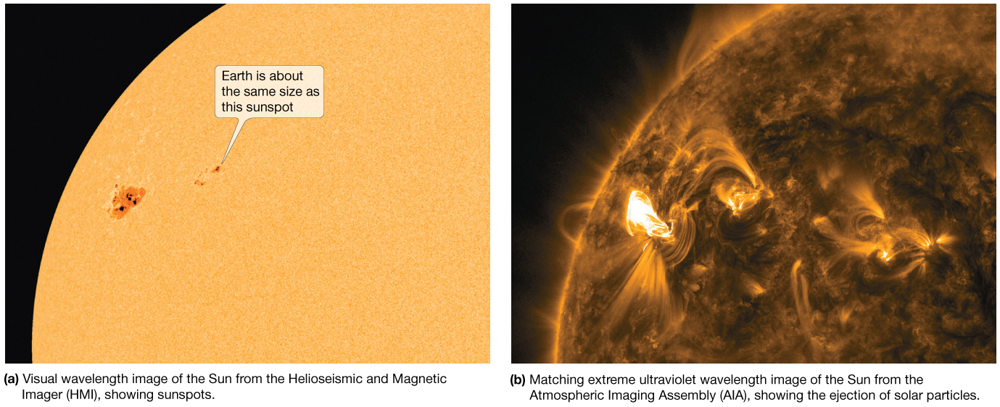 Earth is about
the same size as
this sunspot
(a) Visual wavelength image of the Sun from the Helioseismic and Magnetic
Imager (HMI), showing sunspots.
(b) Matching extreme ultraviolet wavelength image of the Sun from the
Atmospheric Imaging Assembly (AIA), showing the ejection of solar particles.